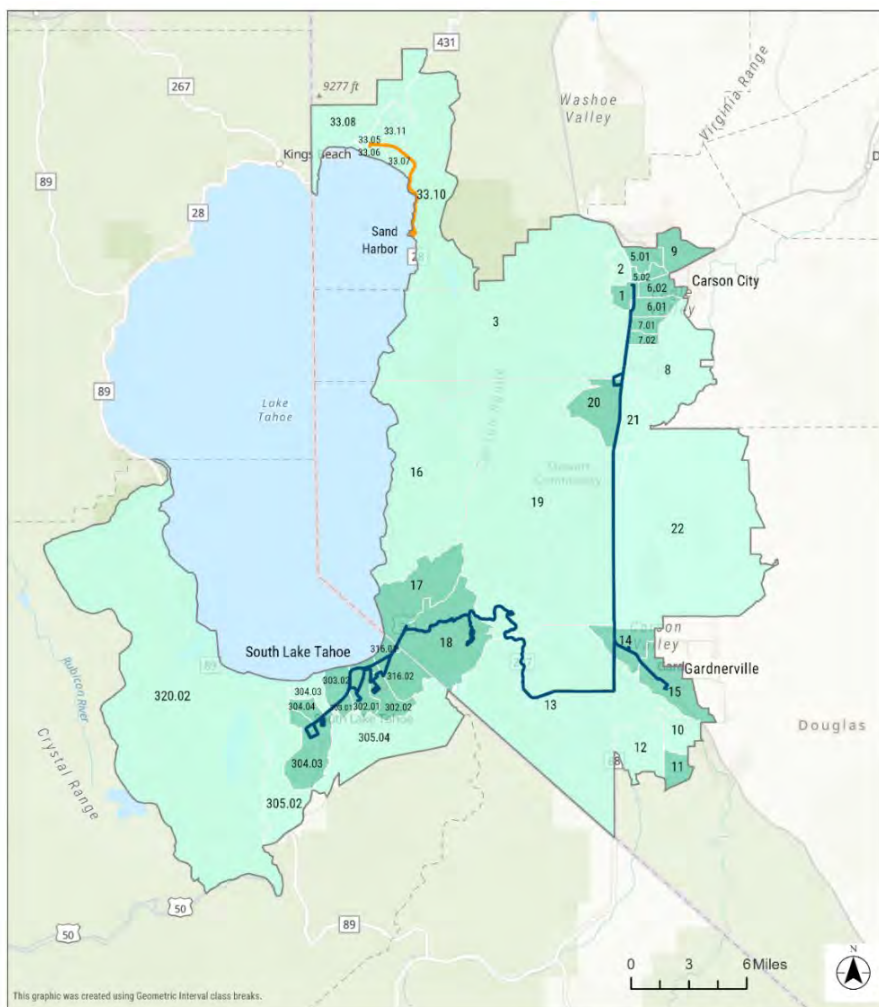 431
9277 ft
267
Washoe
Valley
Virginia Range
33.08
33.11
33.05
33.06
Kings Beach
33.07
89
33.10
28
Sand
Harbor
2
5.01
9
5.02
Carson City
1
6.02
6.01
3
7.01
7.02
8
89
20
Lake
Tahoe
21
16
Stewart
Community
19
22
17
14
Valley
South Lake Tahoe
316.01
18
Gardnerville
89
303.02
316.02
15
Rubicon River
320.02
304.03
304.04
302.01
302.02
13
10
Douglas
South Lake Tahoe
305.04
12
Crystal Range
304.03
88
11
305.02
50
89
50
N
0
3
6 Miles
This graphic was created using Geometric Interval class breaks.